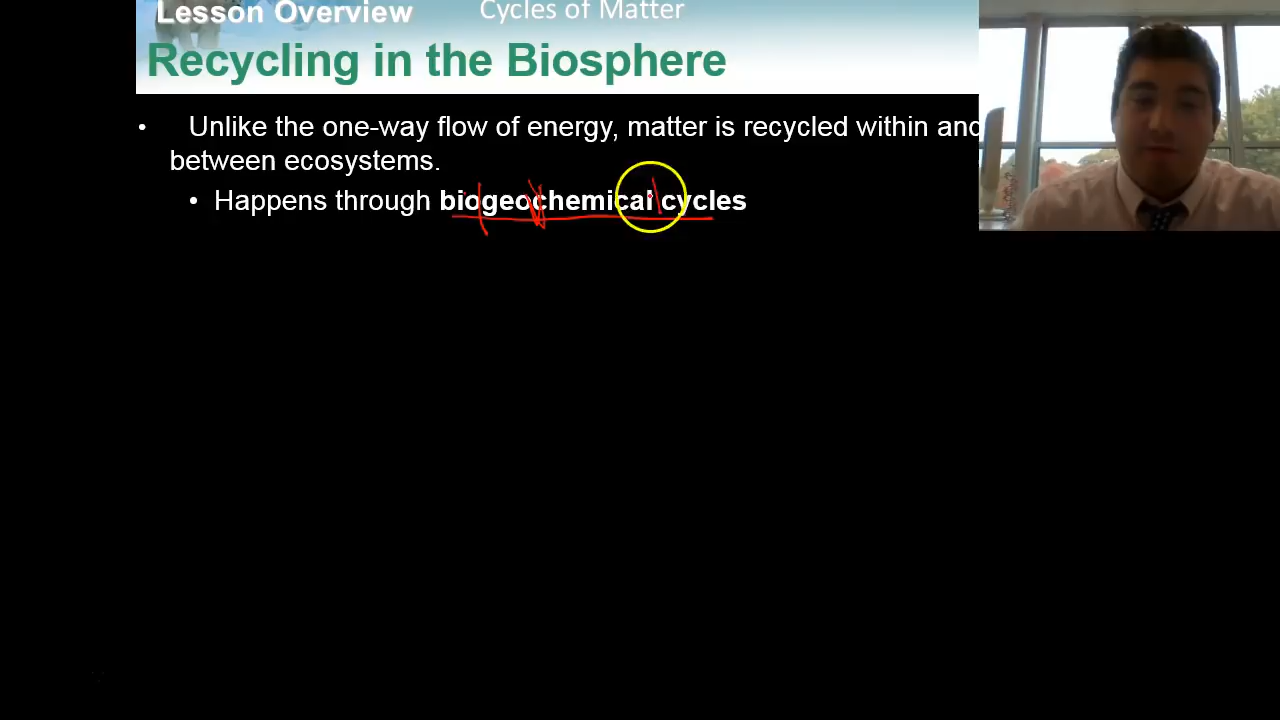 Lesson Overview
Cycles of Matter
Recycling in the Biosphere
• Unlike the one-way flow of energy, matter is recycled within and
between ecosystems.
• Happens through biogeochemical cycles